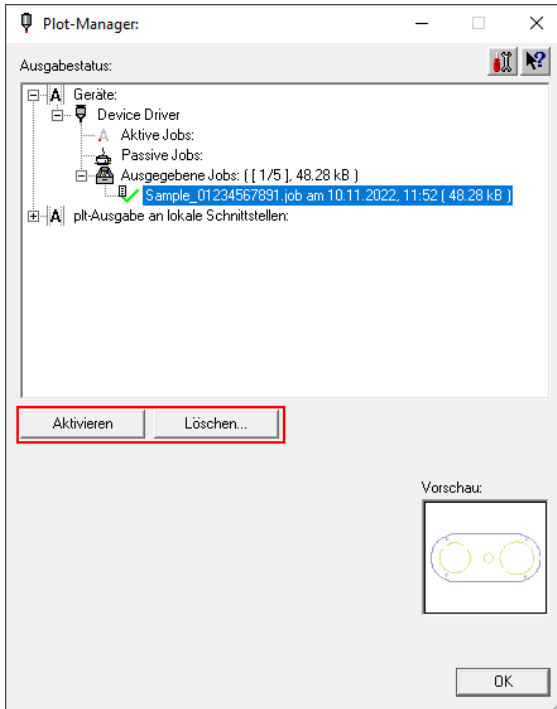 Plot-Manager:
Ausgabestatus:
Geräte:
Device Driver
Aktive Jobs:
Passive Jobs:
Ausgegebene Jobs: ( [ 1/5 ], 48.28 kB )
Sample_01234567891.job am 10.11.2022, 11:52 ( 48.28 kB )
plt-Ausgabe an lokale Schnittstellen:
Aktivieren Löschen...
Vorschau:
OK